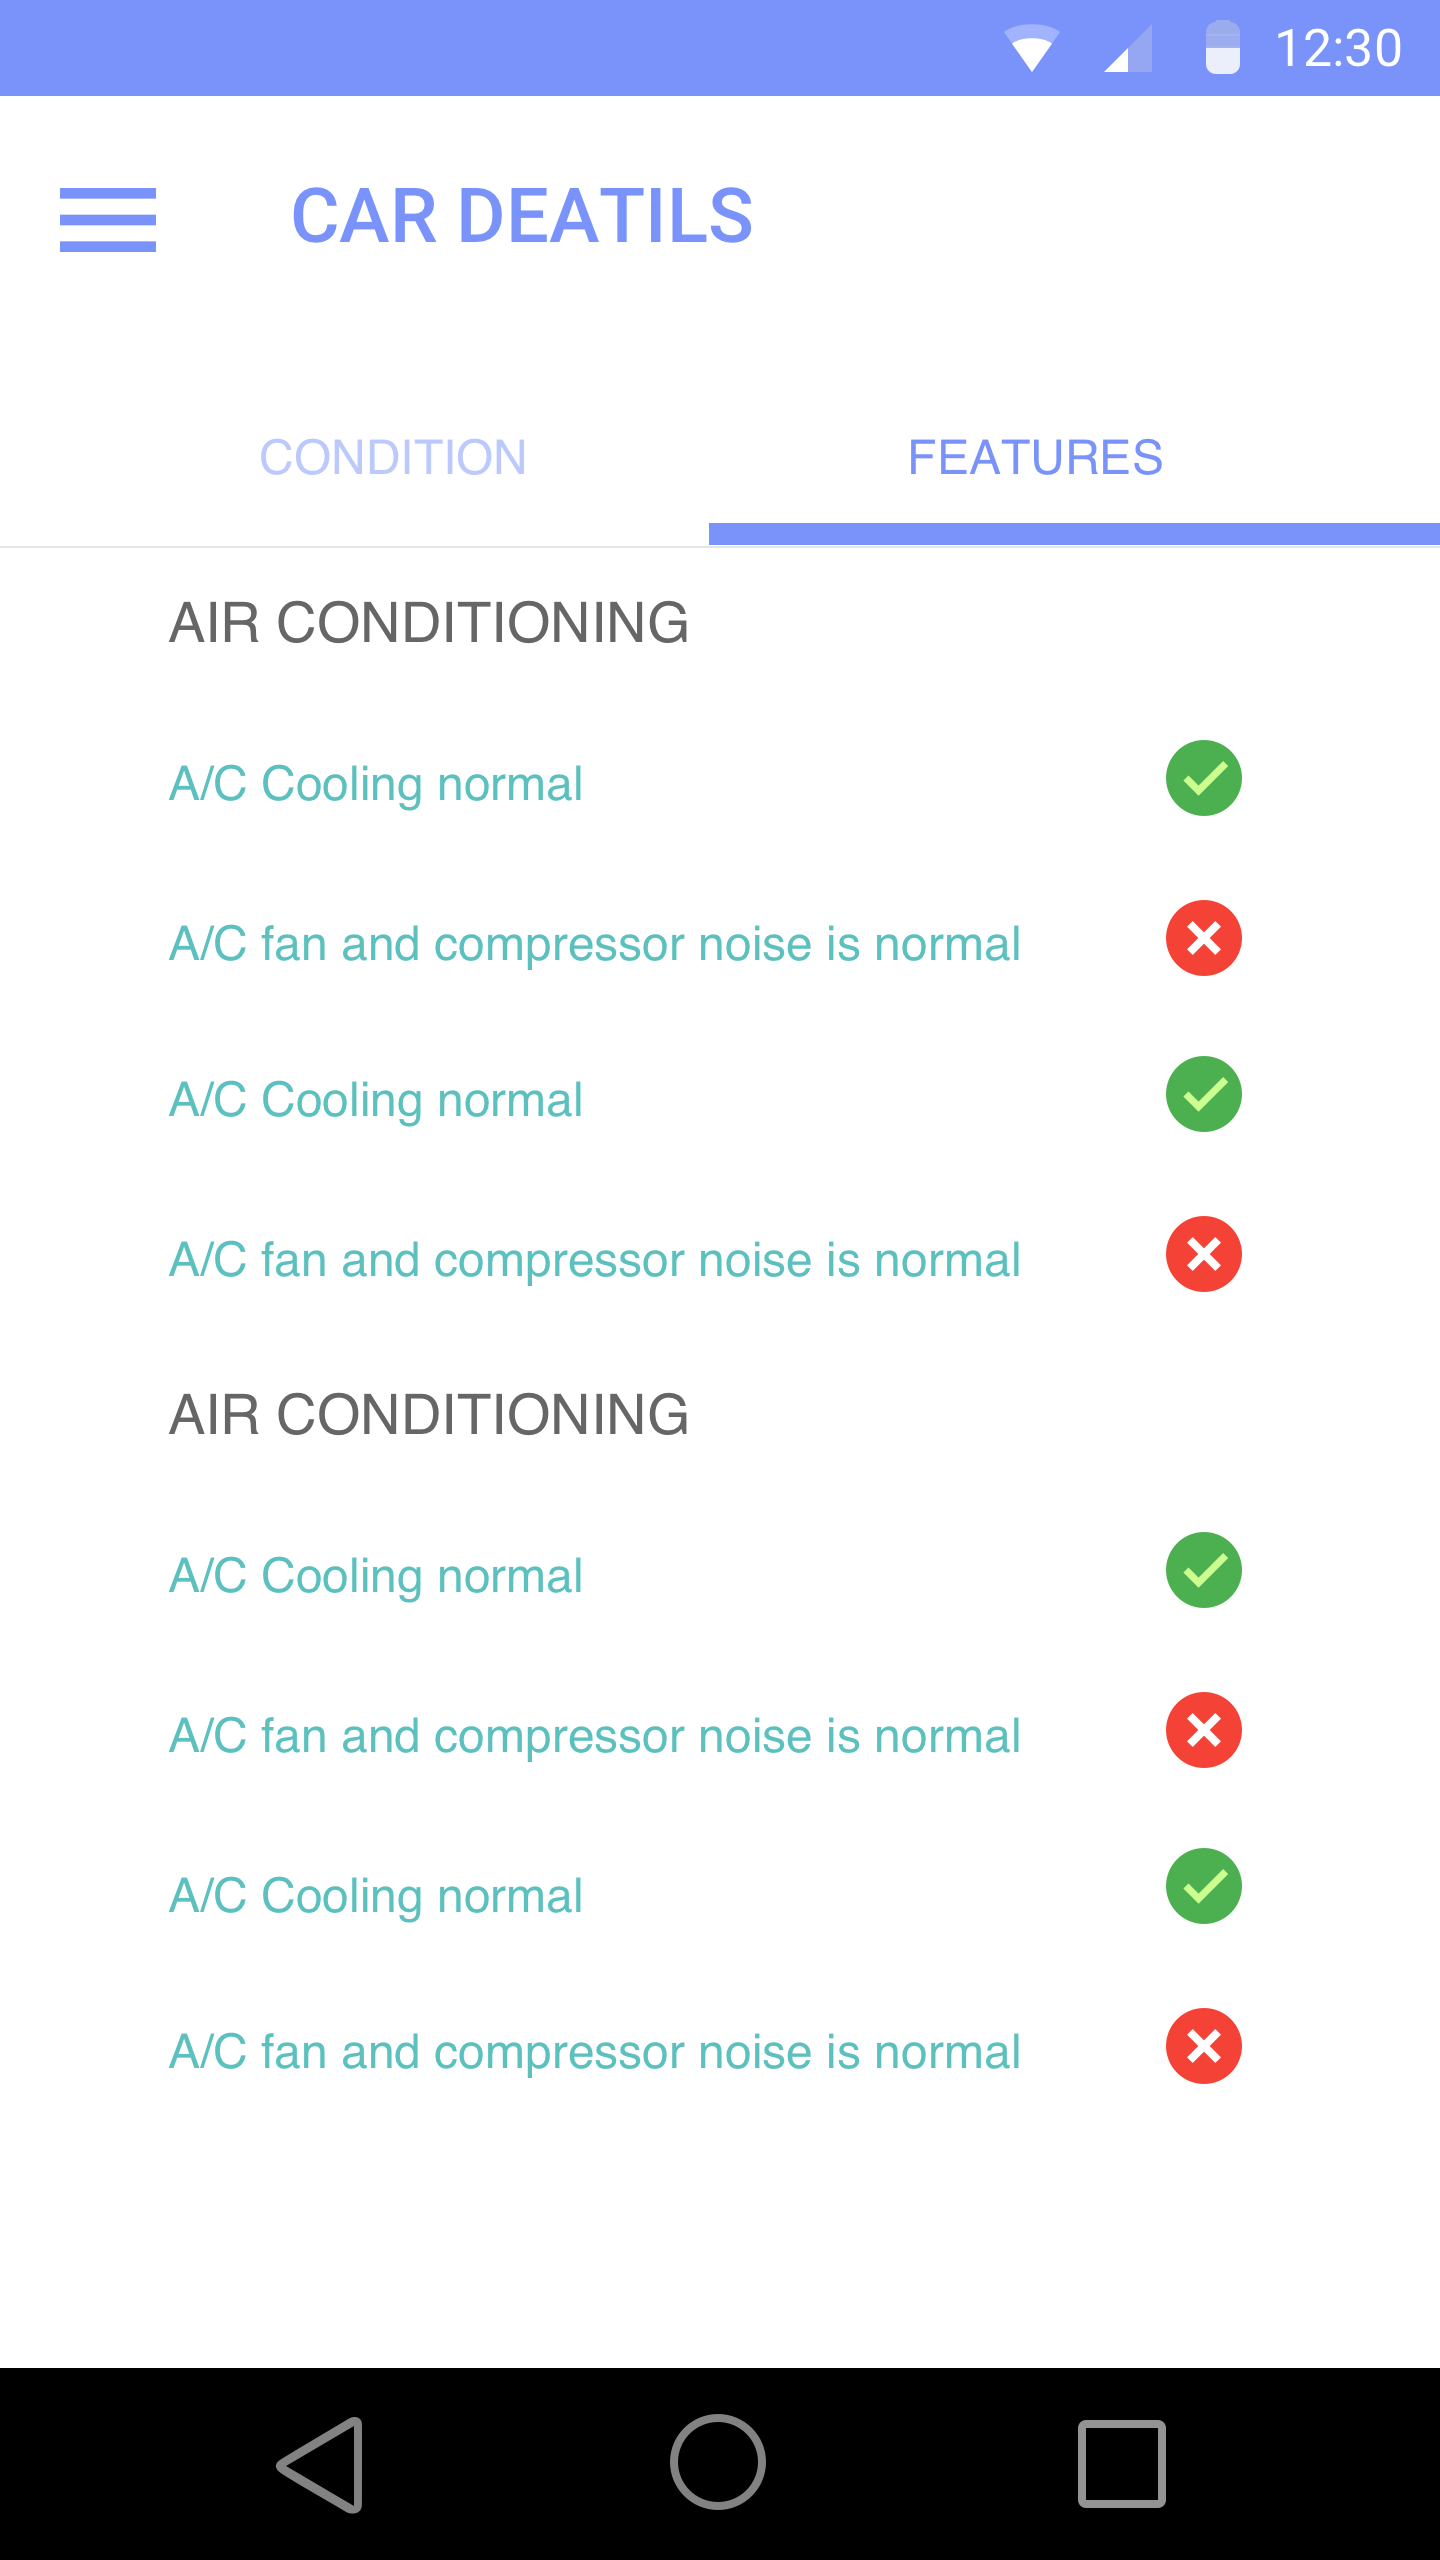 12:30
CAR DEATILS
CONDITION FEATURES
AIR CONDITIONING
A/C Cooling normal
A/C fan and compressor noise is normal
A/C Cooling normal
A/C fan and compressor noise is normal
AIR CONDITIONING
A/C Cooling normal
A/C fan and compressor noise is normal
A/C Cooling normal
A/C fan and compressor noise is normal